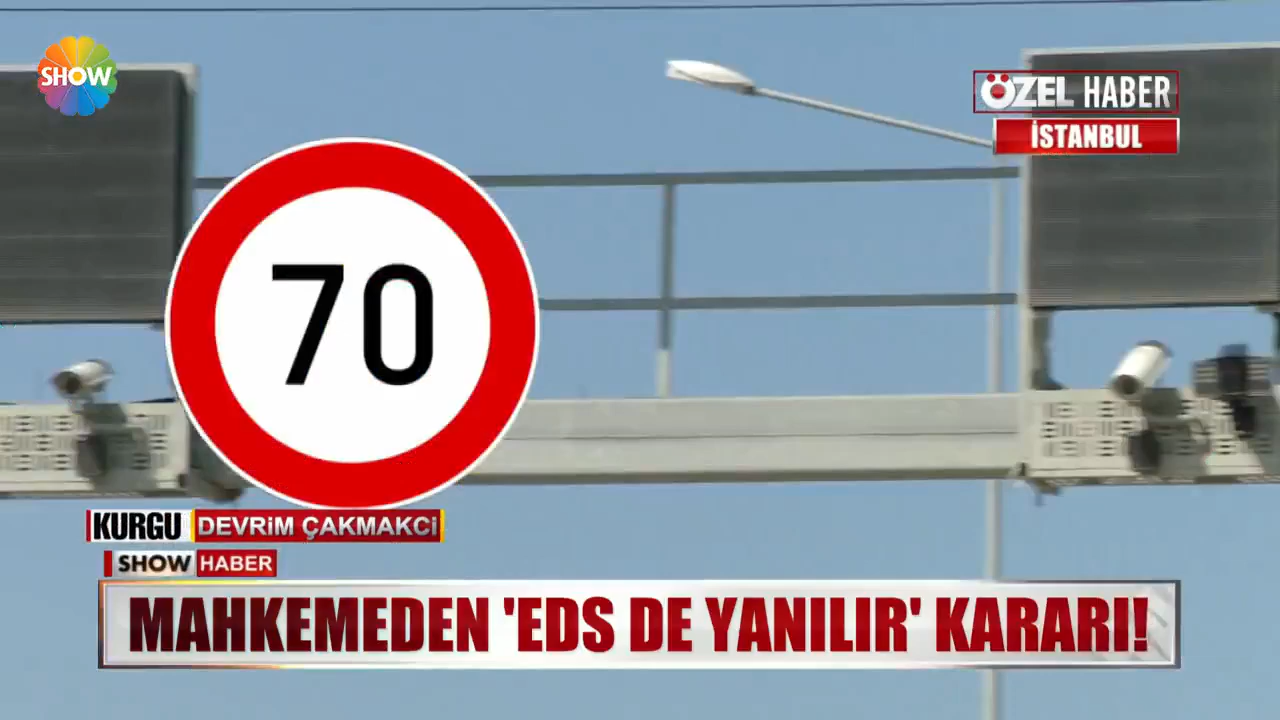 SHOW
ÖZEL HABER
İSTANBUL
70
KURGU DEVRİM ÇAKMAKCİ
SHOW HABER
MAHKEMEDEN 'EDS DE YANILIR' KARARI!